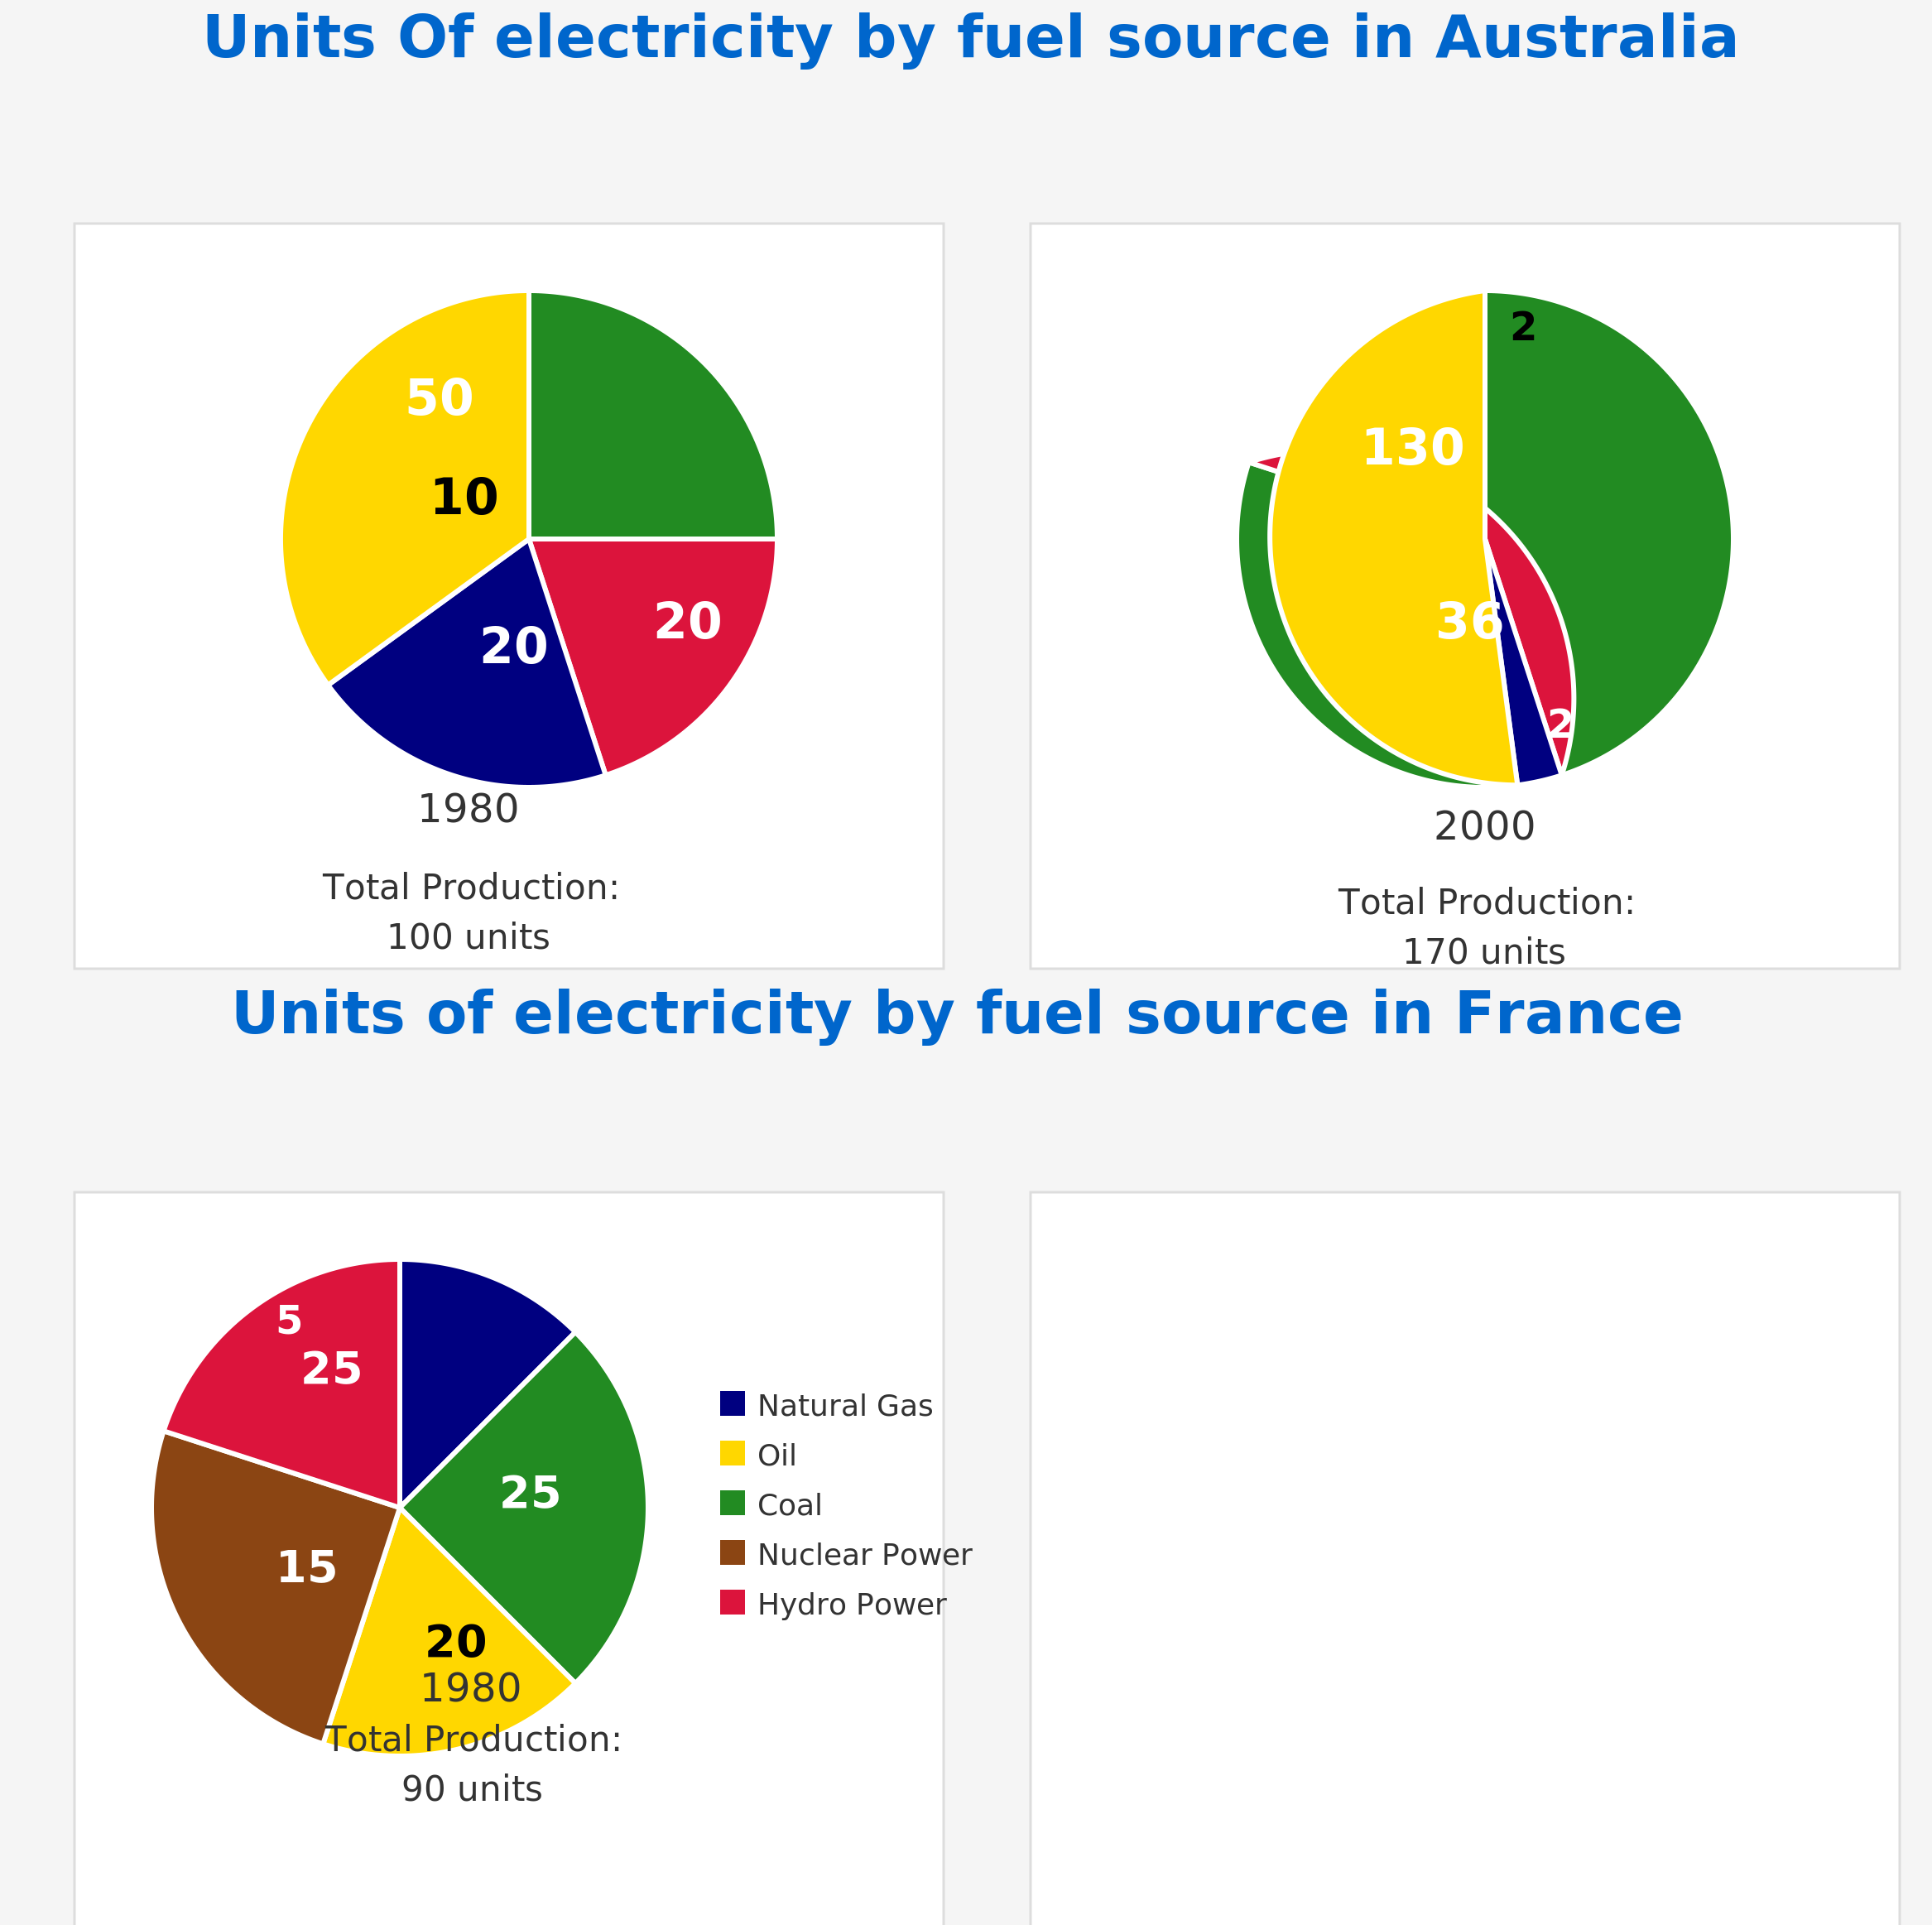 Units Of electricity by fuel source in Australia
50
10
20
20
1980
Total Production:
100 units
2
130
36
2
2000
Total Production:
170 units
Units of electricity by fuel source in France
5
25
25
15
20
1980
Total Production:
90 units
Natural Gas
Oil
Coal
Nuclear Power
Hydro Power